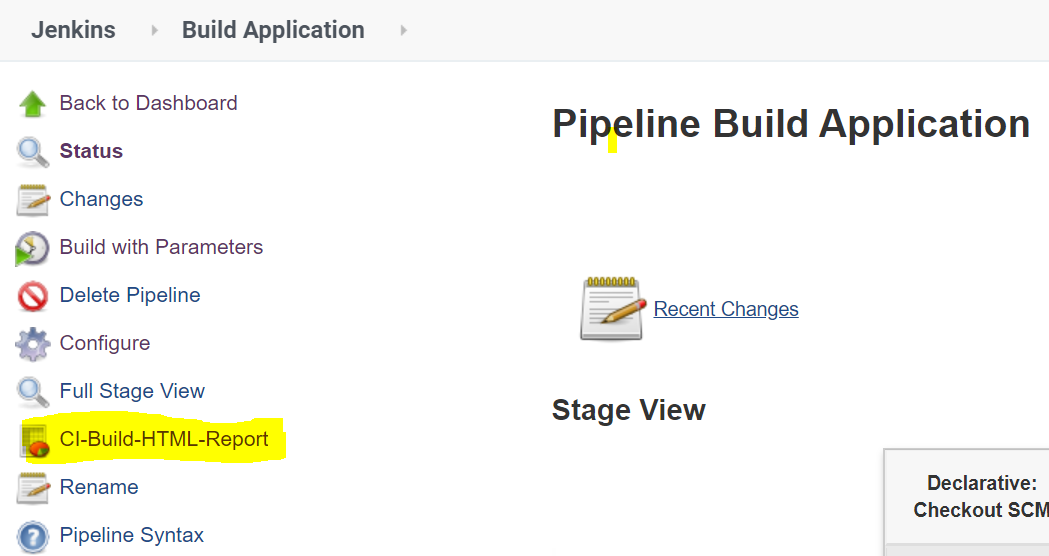 Jenkins
Build Application
Back to Dashboard
Status
Changes
Build with Parameters
Delete Pipeline
Configure
Full Stage View
CI-Build-HTML-Report
Rename
Pipeline Syntax
Pipeline Build Application
Recent Changes
Stage View
Declarative:
Checkout SCM